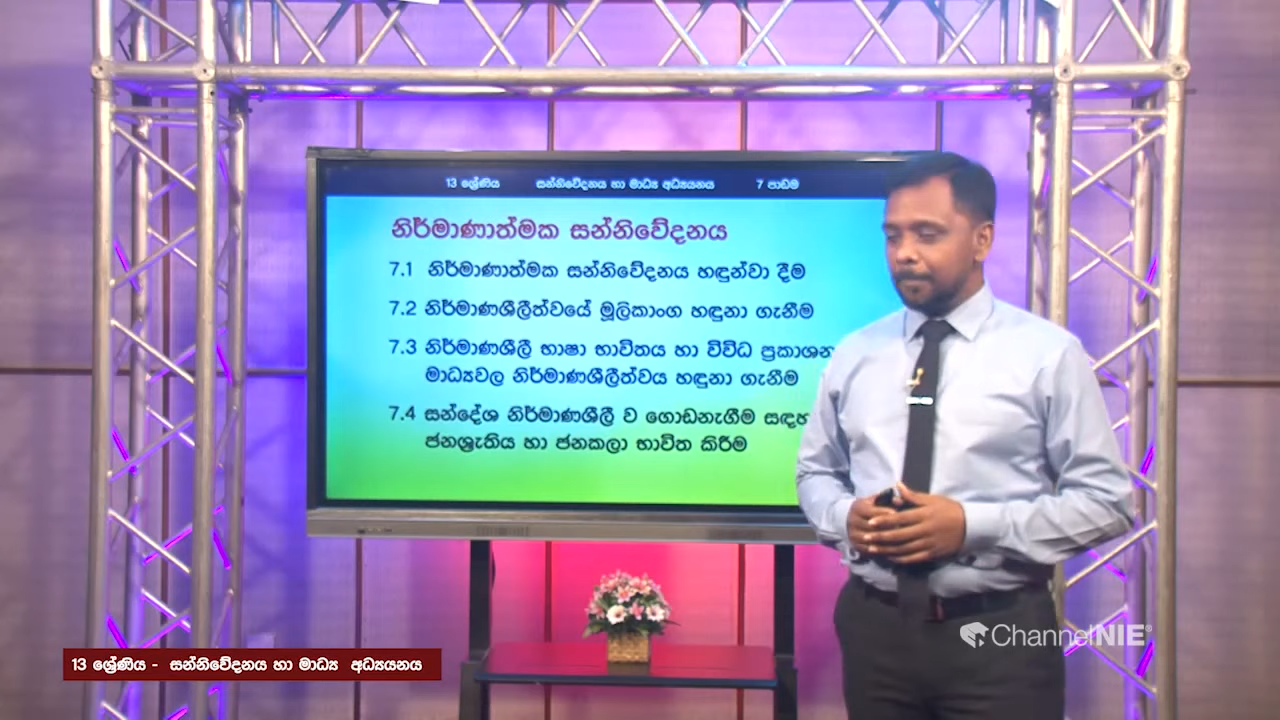 13 ශ්‍රේණිය සන්නිවේදනය හා මාධ්‍ය අධ්‍යයනය 7 පාඩම
නිර්මාණාත්මක සන්නිවේදනය
7.1 නිර්මාණාත්මක සන්නිවේදනය හඳුන්වා දීම
7.2 නිර්මාණශීලීත්වයේ මූලිකාංග හඳුනා ගැනීම
7.3 නිර්මාණශීලී භාෂා භාවිතය හා විවිධ ප්‍රකාශන
මාධ්‍යවල නිර්මාණශීලීත්වය හඳුනා ගැනීම
7.4 සන්දේශ නිර්මාණශීලී ව ගොඩනැගීම
ජනශ්‍රැතිය හා ජනකලා භාවිත කිරීම
ChannelNIE®
13 ශ්‍රේණිය - සන්නිවේදනය හා මාධ්‍ය අධ්‍යයනය